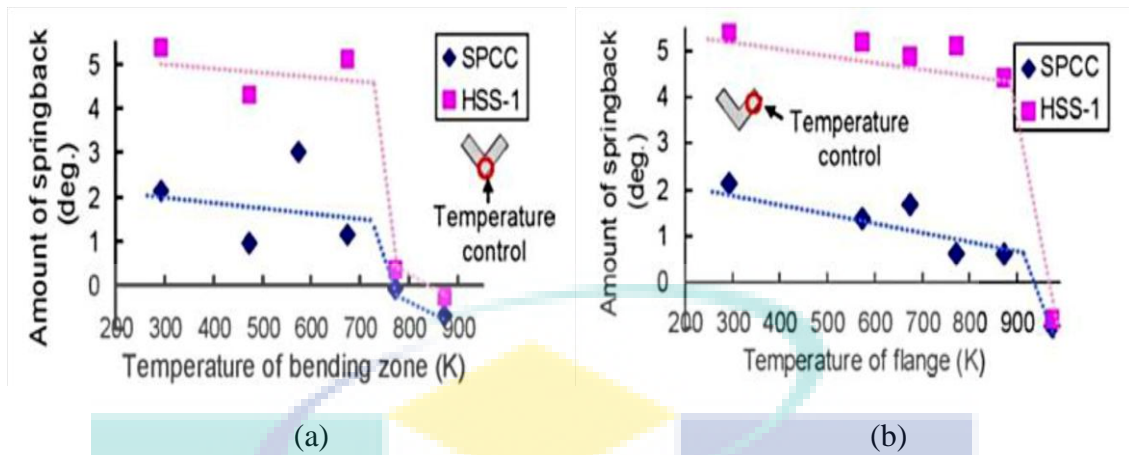 Amount of springback
(deg.)
5
4
3
2
1
0
200 300 400 500 600 700 800 900
Temperature of bending zone (K)
SPCC
HSS-1
Temperature
control
(a)
Amount of springback
(deg.)
5
4
3
2
1
0
200 300 400 500 600 700 800 900
Temperature of flange (K)
SPCC
HSS-1
Temperature
control
(b)